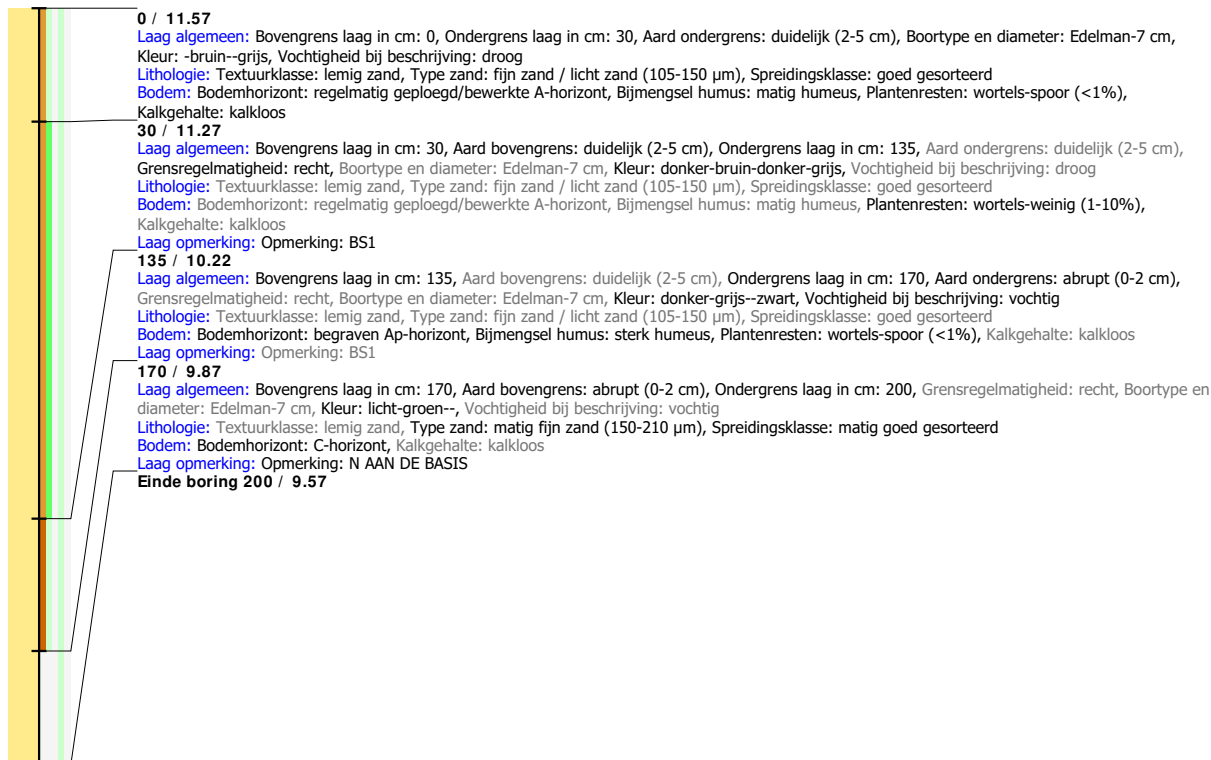 0 / 11.57
Laag algemeen: Bovengrens laag in cm: 0, Ondergrens laag in cm: 30, Aard ondergrens: duidelijk (2-5 cm), Boortype en diameter: Edelman-7 cm,
Kleur: -bruin--grijs, Vochtigheid bij beschrijving: droog
Lithologie: Textuurklasse: lemig zand, Type zand: fijn zand / licht zand (105-150 µm), Spreidingsklasse: goed gesorteerd
Bodem: Bodemhorizont: regelmatig geploegd/bewerkte A-horizont, Bijmengsel humus: matig humeus, Plantenresten: wortels-spoor (<1%),
Kalkgehalte: kalkloos
30 / 11.27
Laag algemeen: Bovengrens laag in cm: 30, Aard bovengrens: duidelijk (2-5 cm), Ondergrens laag in cm: 135, Aard ondergrens: duidelijk (2-5 cm),
Grensregelmatigheid: recht, Boortype en diameter: Edelman-7 cm, Kleur: donker-bruin-donker-grijs, Vochtigheid bij beschrijving: droog
Lithologie: Textuurklasse: lemig zand, Type zand: fijn zand / licht zand (105-150 µm), Spreidingsklasse: goed gesorteerd
Bodem: Bodemhorizont: regelmatig geploegd/bewerkte A-horizont, Bijmengsel humus: matig humeus, Plantenresten: wortels-weinig (1-10%),
Kalkgehalte: kalkloos
Laag opmerking: Opmerking: BS1
135 / 10.22
Laag algemeen: Bovengrens laag in cm: 135, Aard bovengrens: duidelijk (2-5 cm), Ondergrens laag in cm: 170, Aard ondergrens: abrupt (0-2 cm),
Grensregelmatigheid: recht, Boortype en diameter: Edelman-7 cm, Kleur: donker-grijs--zwart, Vochtigheid bij beschrijving: vochtig
Lithologie: Textuurklasse: lemig zand, Type zand: fijn zand / licht zand (105-150 µm), Spreidingsklasse: goed gesorteerd
Bodem: Bodemhorizont: begraven Ap-horizont, Bijmengsel humus: sterk humeus, Plantenresten: wortels-spoor (<1%), Kalkgehalte: kalkloos
Laag opmerking: Opmerking: BS1
170 / 9.87
Laag algemeen: Bovengrens laag in cm: 170, Aard bovengrens: abrupt (0-2 cm), Ondergrens laag in cm: 200, Grensregelmatigheid: recht, Boortype en
diameter: Edelman-7 cm, Kleur: licht-groen--, Vochtigheid bij beschrijving: vochtig
Lithologie: Textuurklasse: lemig zand, Type zand: matig fijn zand (150-210 µm), Spreidingsklasse: matig goed gesorteerd
Bodem: Bodemhorizont: C-horizont, Kalkgehalte: kalkloos
Laag opmerking: Opmerking: N AAN DE BASIS
Einde boring 200 / 9.57